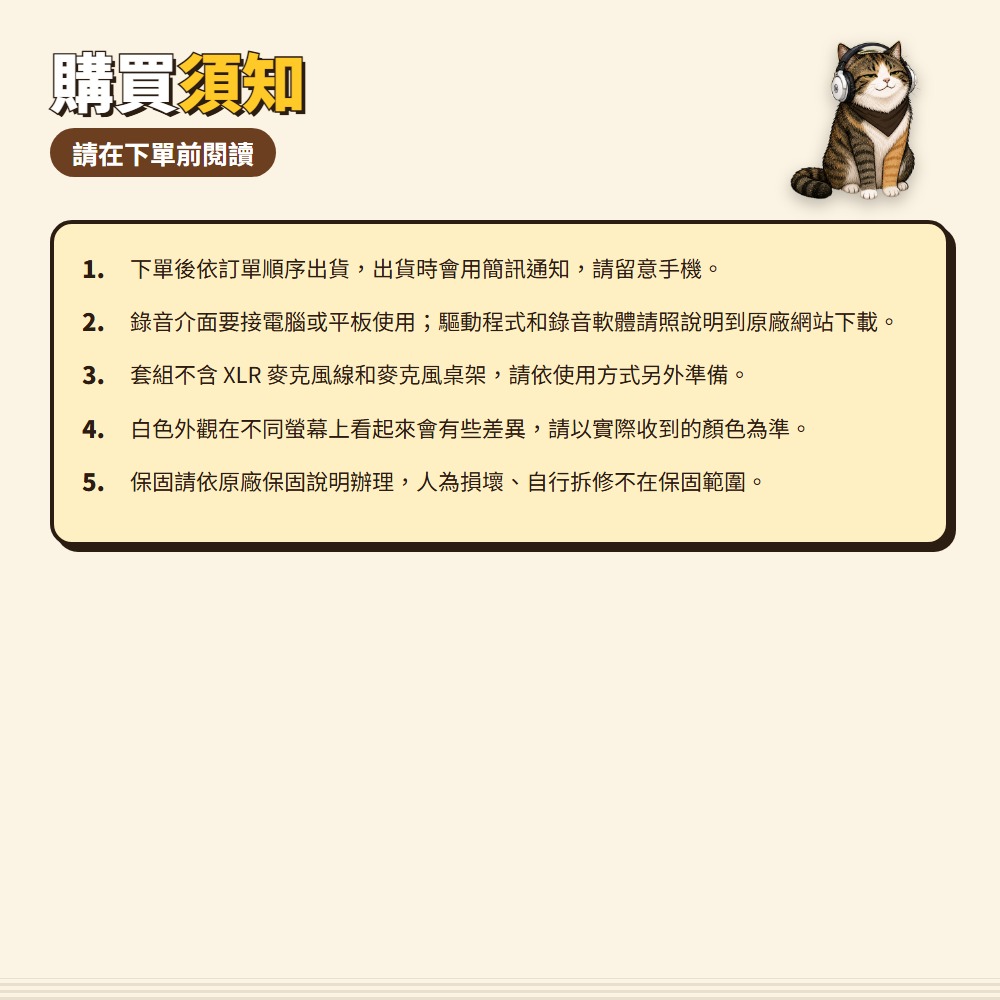 購買須知
請在下單前閱讀
1. 下單後依訂單順序出貨，出貨時會用簡訊通知，請留意手機。
2. 錄音介面要接電腦或平板使用；驅動程式和錄音軟體請照說明到原廠網站下載。
3. 套組不含 XLR 麥克風線和麥克風桌架，請依使用方式另外準備。
4. 白色外觀在不同螢幕上看起來會有些差異，請以實際收到的顏色為準。
5. 保固請依原廠保固說明辦理，人為損壞、自行拆修不在保固範圍。